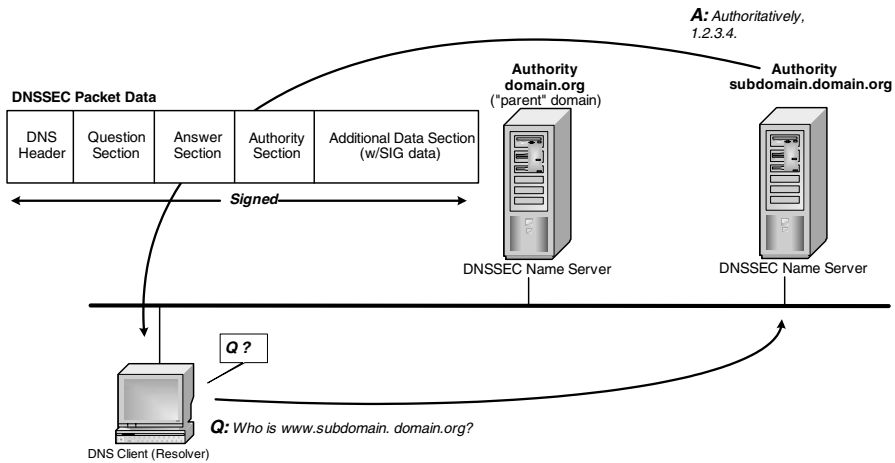 A: Authoritatively,
1.2.3.4.
Authority
domain.org
("parent" domain)
Authority
subdomain.domain.org
DNSSEC Packet Data
DNS
Header
Question
Section
Answer
Section
Authority
Section
Additional Data Section
(w/SIG data)
Signed
DNSSEC Name Server
DNSSEC Name Server
Q ?
Q: Who is www.subdomain. domain.org?
DNS Client (Resolver)